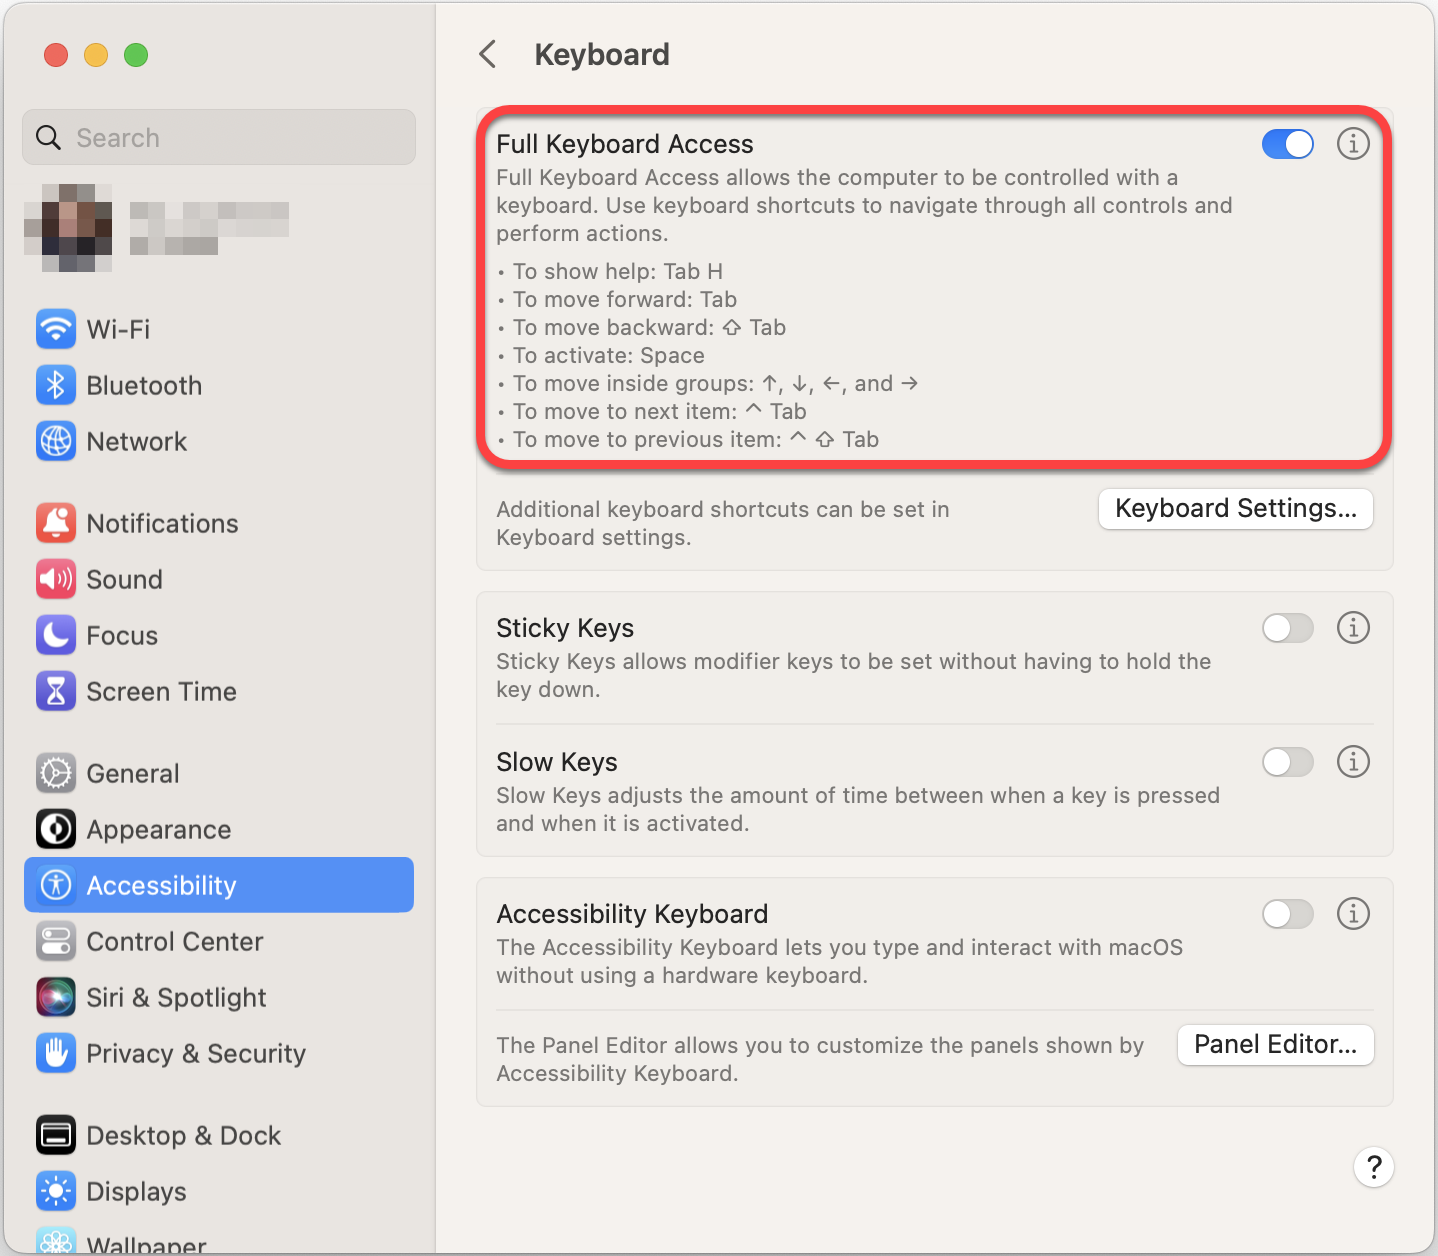 Keyboard
Search
Wi-Fi
Bluetooth
Network
Notifications
Sound
Focus
Screen Time
General
Appearance
Accessibility
Control Center
Siri & Spotlight
Privacy & Security
Desktop & Dock
Displays
Wallpaper
Full Keyboard Access
Full Keyboard Access allows the computer to be controlled with a
keyboard. Use keyboard shortcuts to navigate through all controls and
perform actions.
• To show help: Tab H
• To move forward: Tab
• To move backward: ⇧ Tab
• To activate: Space
• To move inside groups: ↑, ↓, ←, and →
• To move to next item: ^ Tab
• To move to previous item: ^ ⇧ Tab
Additional keyboard shortcuts can be set in
Keyboard settings.
Keyboard Settings...
Sticky Keys
Sticky Keys allows modifier keys to be set without having to hold the
key down.
Slow Keys
Slow Keys adjusts the amount of time between when a key is pressed
and when it is activated.
Accessibility Keyboard
The Accessibility Keyboard lets you type and interact with macOS
without using a hardware keyboard.
The Panel Editor allows you to customize the panels shown by
Accessibility Keyboard.
Panel Editor...
?